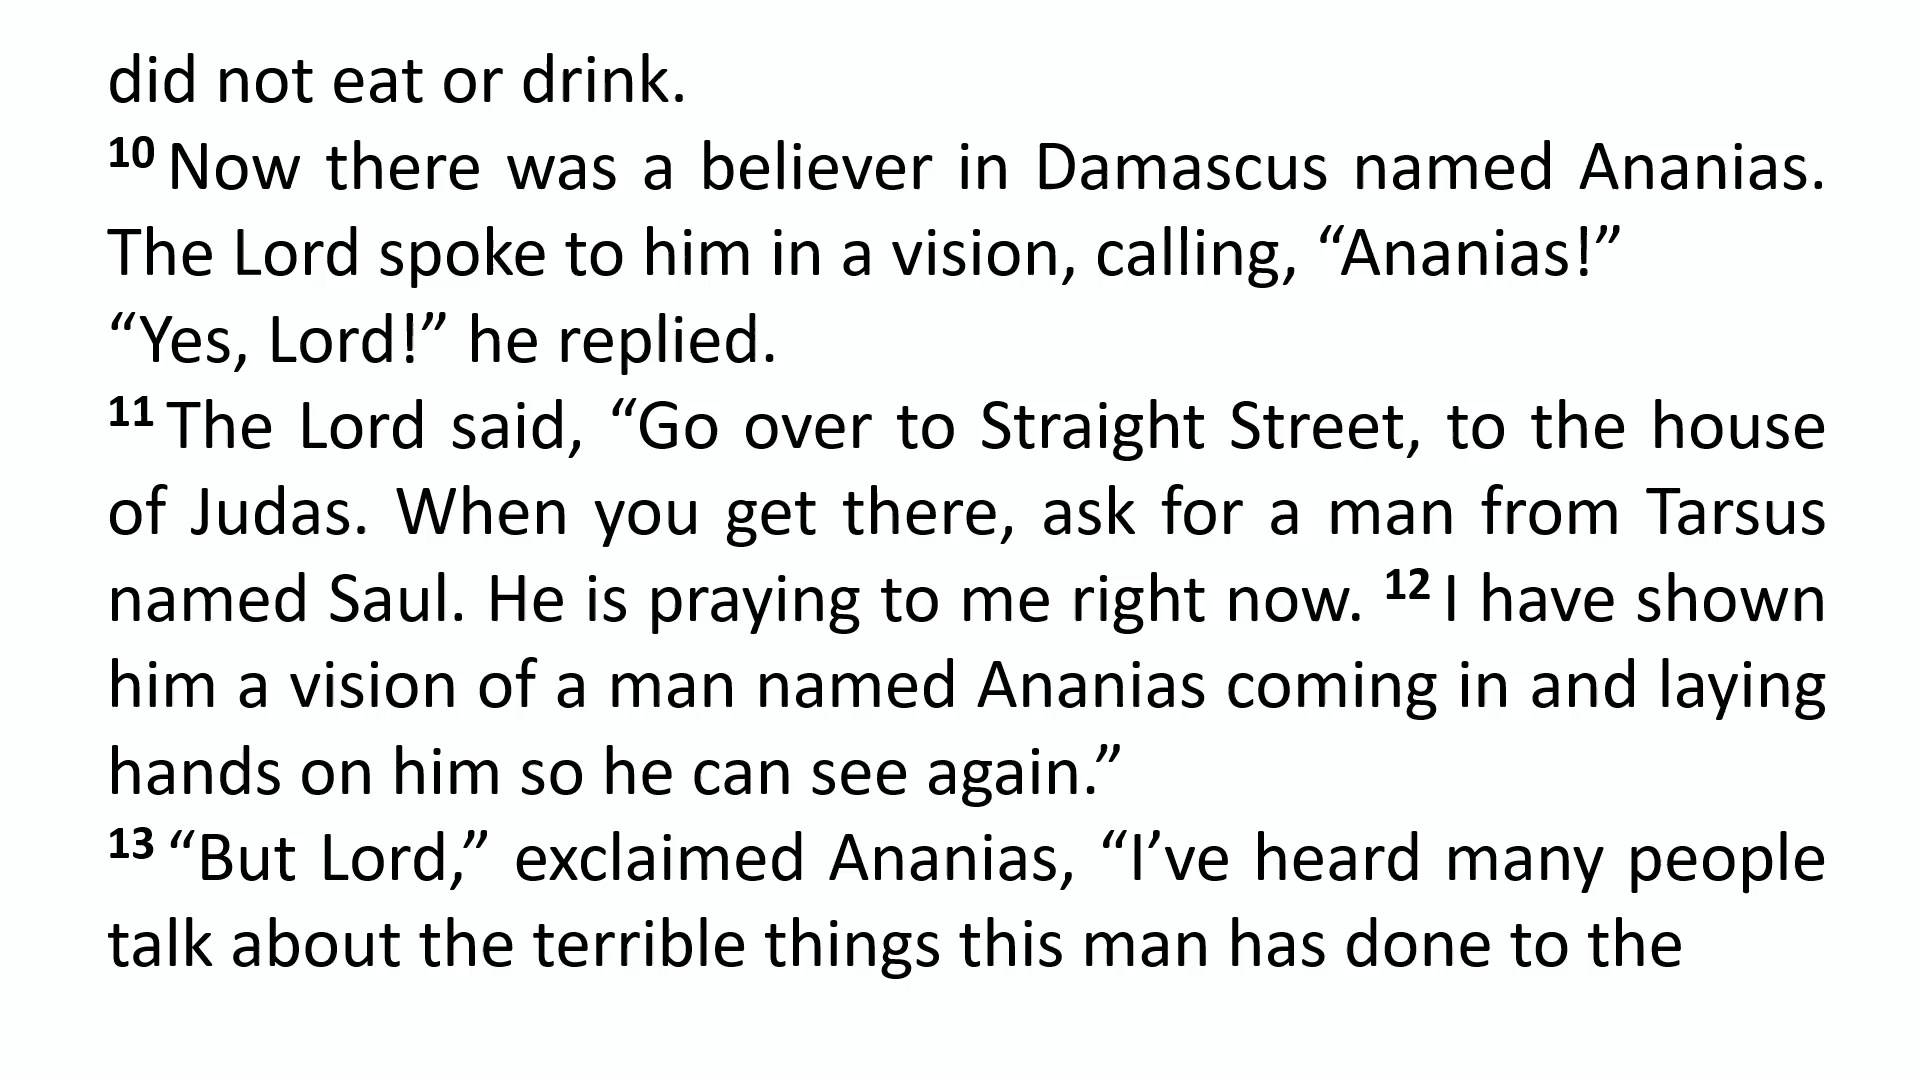 did not eat or drink.
10 Now there was a believer in Damascus named Ananias.
The Lord spoke to him in a vision, calling, “Ananias!”
“Yes, Lord!” he replied.
11 The Lord said, “Go over to Straight Street, to the house
of Judas. When you get there, ask for a man from Tarsus
named Saul. He is praying to me right now. 12 I have shown
him a vision of a man named Ananias coming in and laying
hands on him so he can see again.”
13 “But Lord,” exclaimed Ananias, “I’ve heard many people
talk about the terrible things this man has done to the